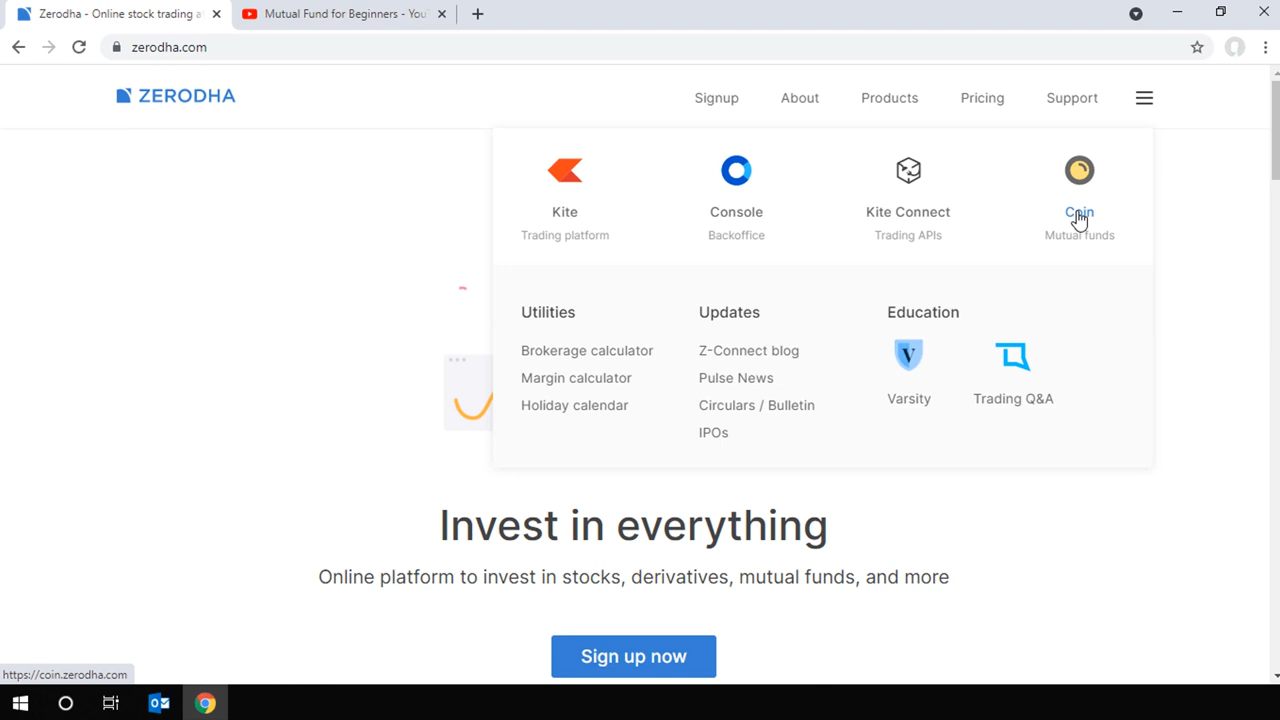 Zerodha - Online stock trading a
Mutual Fund for Beginners - You
zerodha.com
ZERODHA
Signup
About
Products
Pricing
Support
Kite
Console
Kite Connect
Coin
Trading platform
Backoffice
Trading APIs
Mutual funds
Utilities
Updates
Education
Brokerage calculator
Z-Connect blog
V
Margin calculator
Pulse News
Holiday calendar
Circulars / Bulletin
Varsity
Trading Q&A
IPOs
Invest in everything
Online platform to invest in stocks, derivatives, mutual funds, and more
Sign up now
https://coin.zerodha.com